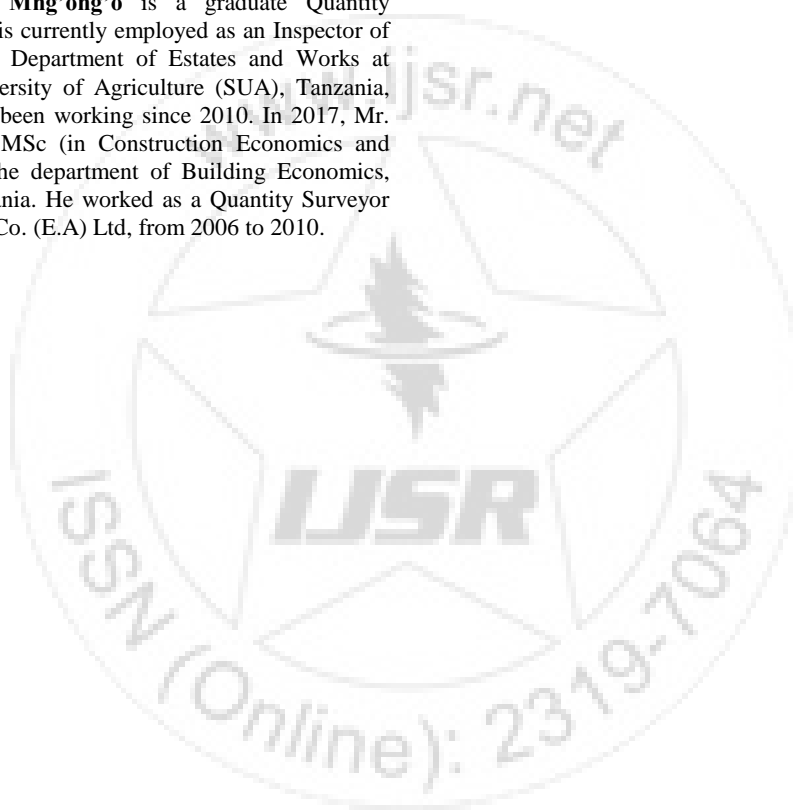 Mng'ong'o is a graduate Quantity
is currently employed as an Inspector of
Department of Estates and Works at
ersity of Agriculture (SUA), Tanzania,
been working since 2010. In 2017, Mr.
MSc (in Construction Economics and
he department of Building Economics,
ania. He worked as a Quantity Surveyor
Co. (E.A) Ltd, from 2006 to 2010.
www.ijsr.net
IJSR
ISSN (Online): 2319-7064